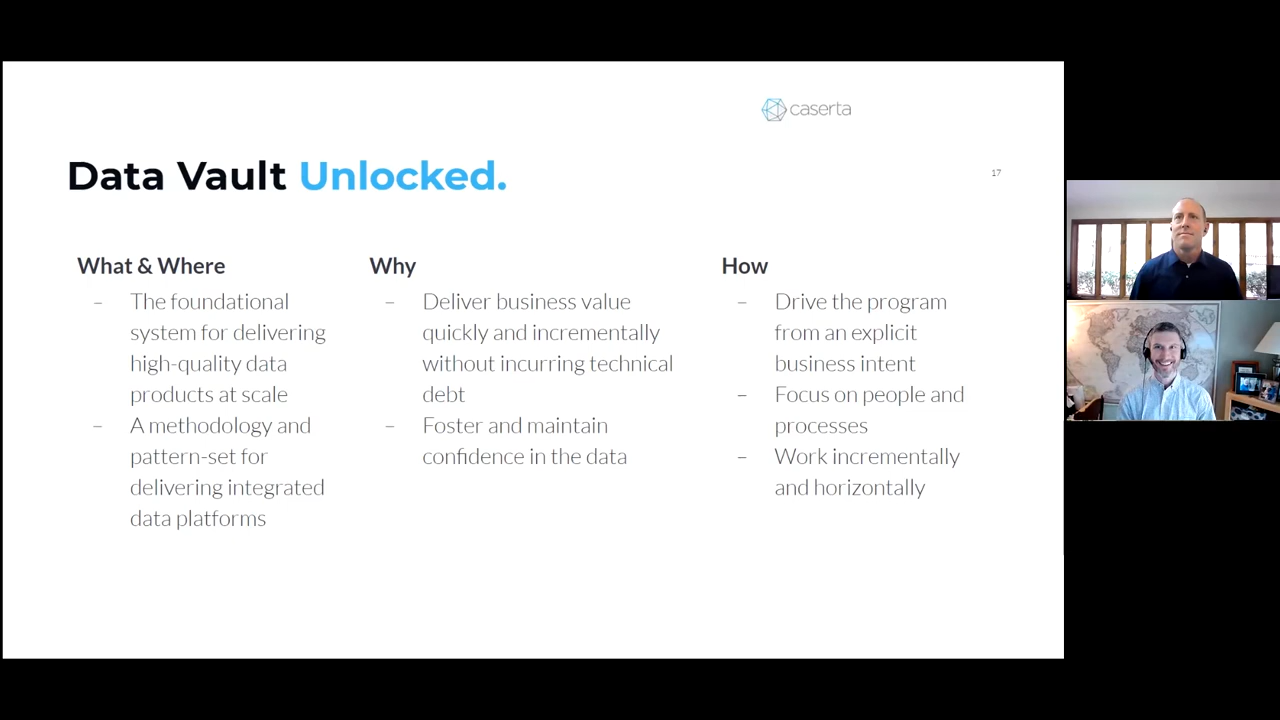 caserta
Data Vault Unlocked.
17
What & Where
– The foundational
system for delivering
high-quality data
products at scale
– A methodology and
pattern-set for
delivering integrated
data platforms
Why
– Deliver business value
quickly and incrementally
without incurring technical
debt
– Foster and maintain
confidence in the data
How
– Drive the program
from an explicit
business intent
– Focus on people and
processes
– Work incrementally
and horizontally